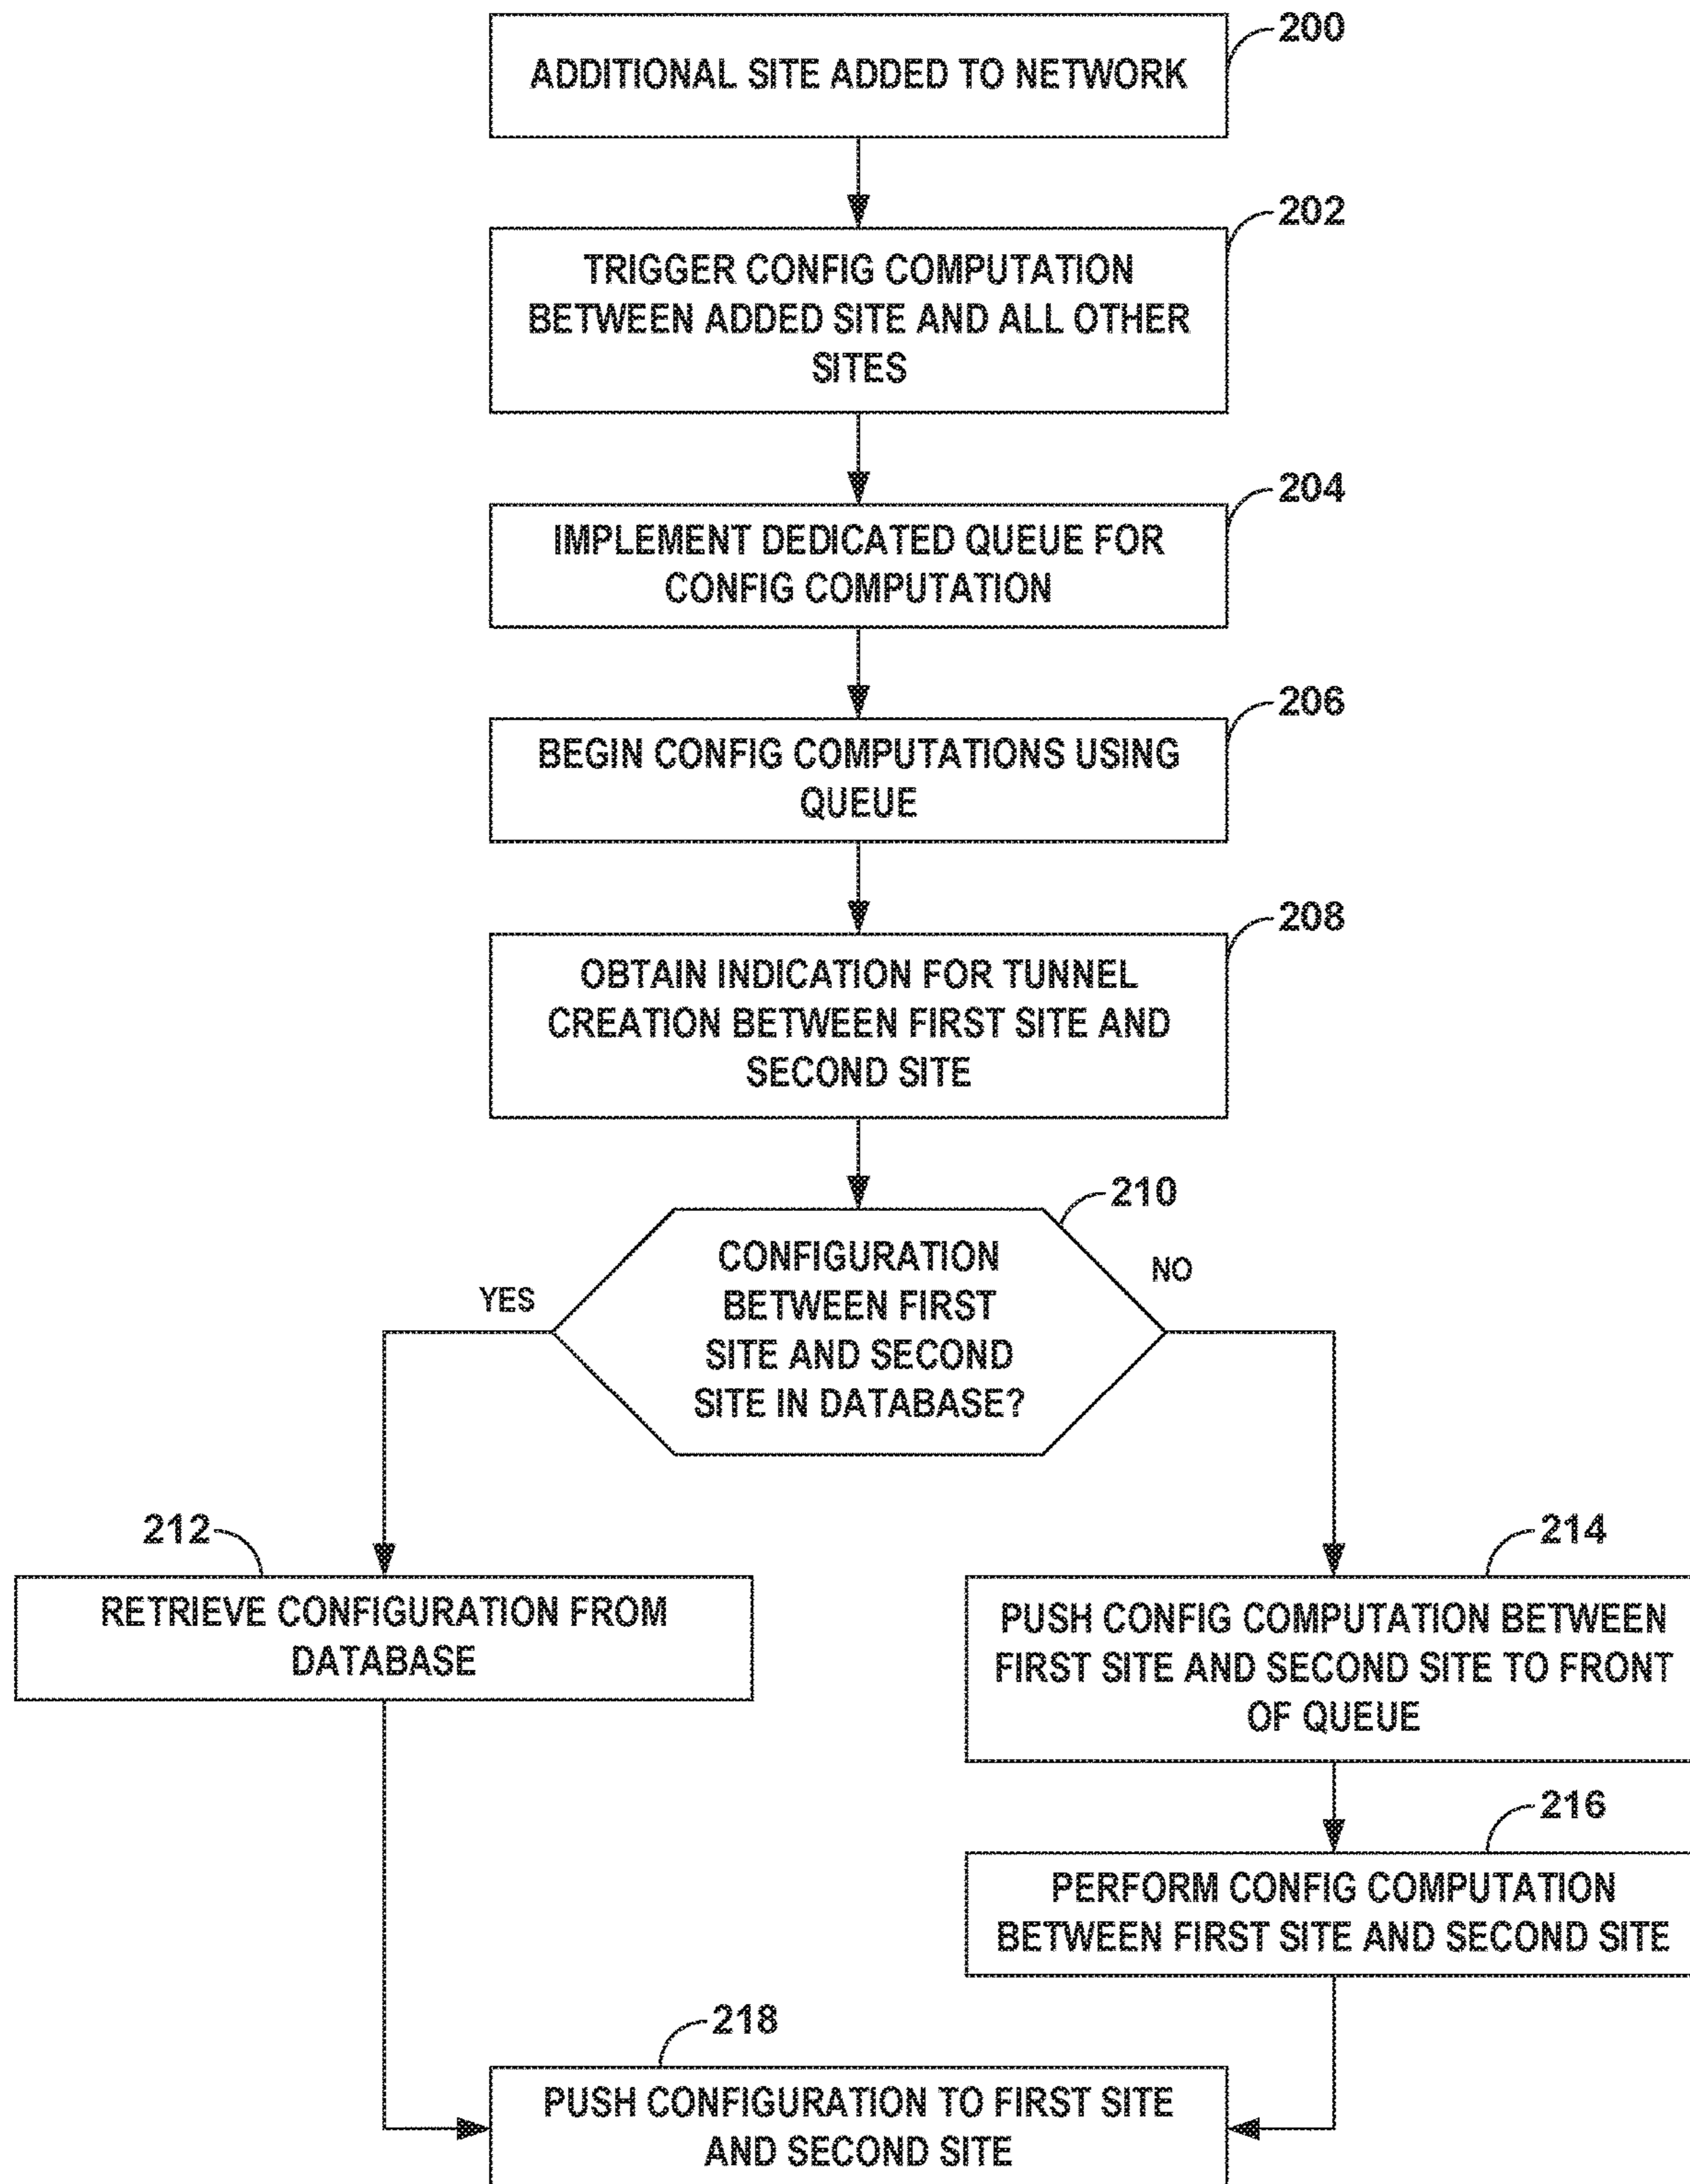 200
ADDITIONAL SITE ADDED TO NETWORK
202
TRIGGER CONFIG COMPUTATION
BETWEEN ADDED SITE AND ALL OTHER
SITES
204
IMPLEMENT DEDICATED QUEUE FOR
CONFIG COMPUTATION
206
BEGIN CONFIG COMPUTATIONS USING
QUEUE
208
OBTAIN INDICATION FOR TUNNEL
CREATION BETWEEN FIRST SITE AND
SECOND SITE
210
CONFIGURATION
BETWEEN FIRST
SITE AND SECOND
SITE IN DATABASE?
YES
NO
212
RETRIEVE CONFIGURATION FROM
DATABASE
214
PUSH CONFIG COMPUTATION BETWEEN
FIRST SITE AND SECOND SITE TO FRONT
OF QUEUE
216
PERFORM CONFIG COMPUTATION
BETWEEN FIRST SITE AND SECOND SITE
218
PUSH CONFIGURATION TO FIRST SITE
AND SECOND SITE